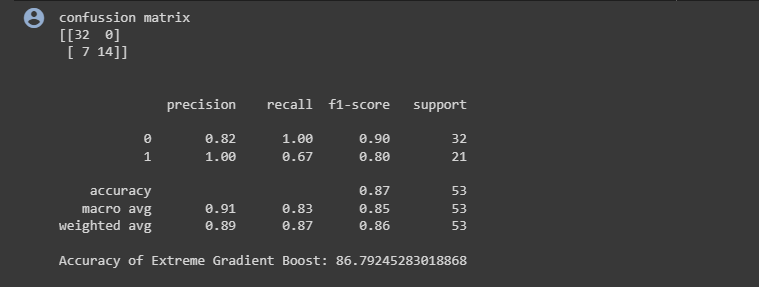 confussion matrix
[[32  0]
 [ 7 14]]
precision    recall  f1-score   support
0       0.82      1.00      0.90        32
1       1.00      0.67      0.80        21
accuracy                           0.87        53
macro avg       0.91      0.83      0.85        53
weighted avg       0.89      0.87      0.86        53
Accuracy of Extreme Gradient Boost: 86.79245283018868